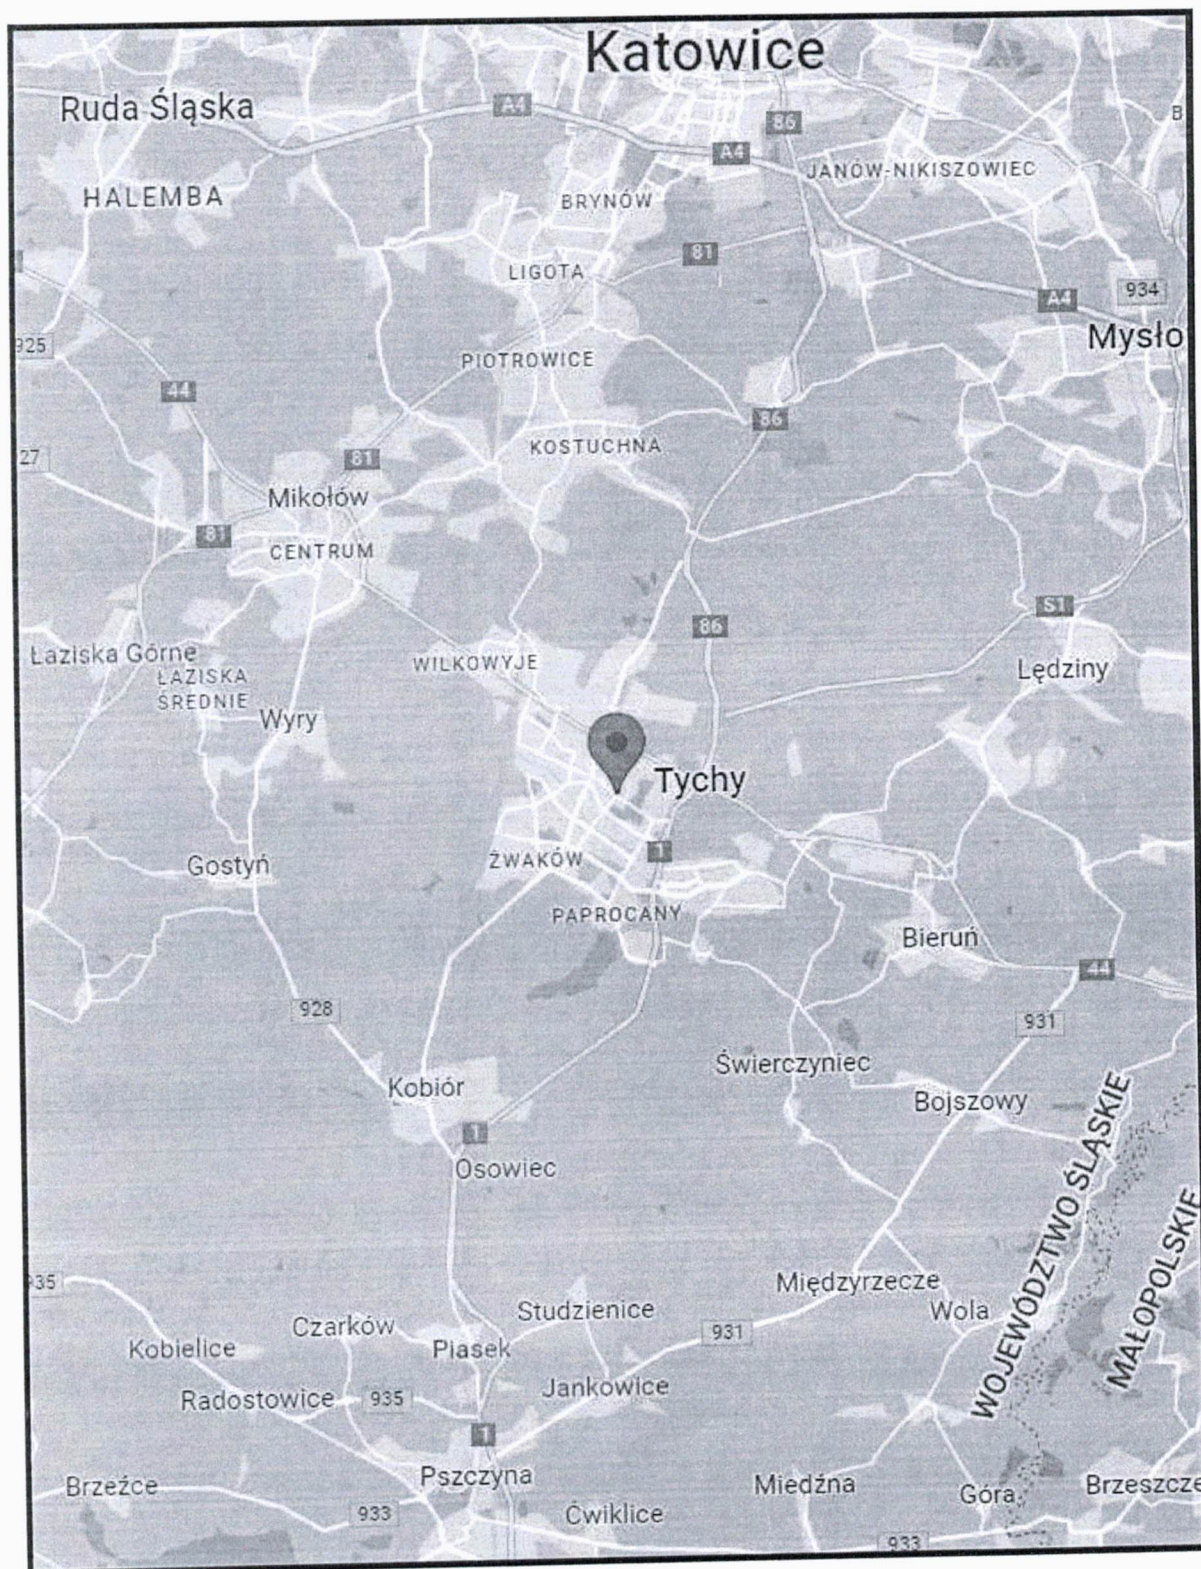 Katowice
Ruda Śląska
A4
86
B
A4
JANÓW-NIKISZOWIEC
HALEMBA
BRYNÓW
81
LIGOTA
934
A4
925
Mysło
PIOTROWICE
44
86
KOSTUCHNA
27
81
Mikołów
81
CENTRUM
S1
86
Łaziska Górne
WILKOWYJE
Lędziny
ŁAZISKA
ŚREDNIE
Wyry
Tychy
1
Gostyń
ŻWAKÓW
PAPROCANY
Bieruń
44
928
931
Świerczyniec
Kobiór
Bojszowy
1
Osowiec
WOJEWÓDZTWO ŚLĄSKIE
MAŁOPOLSKIE
935
Międzyrzecze
Studzienice
Wola
Czarków
931
Kobielice
Piasek
Jankowice
Radostowice
935
1
Pszczyna
Brzeźce
Miedźna
Góra
Brzeszcze
933
Ćwiklice
933